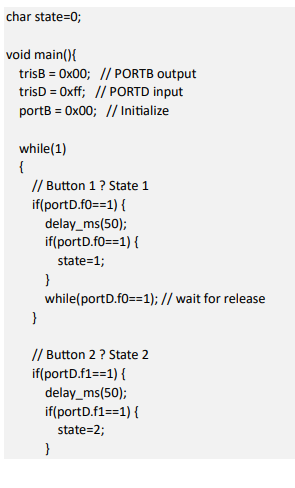 char state=0;
void main(){
trisB = 0x00; // PORTB output
trisD = 0xff; // PORTD input
portB = 0x00; // Initialize
while(1)
{
// Button 1 ? State 1
if(portD.f0==1) {
delay_ms(50);
if(portD.f0==1) {
state=1;
}
while(portD.f0==1); // wait for release
}
// Button 2 ? State 2
if(portD.f1==1) {
delay_ms(50);
if(portD.f1==1) {
state=2;
}